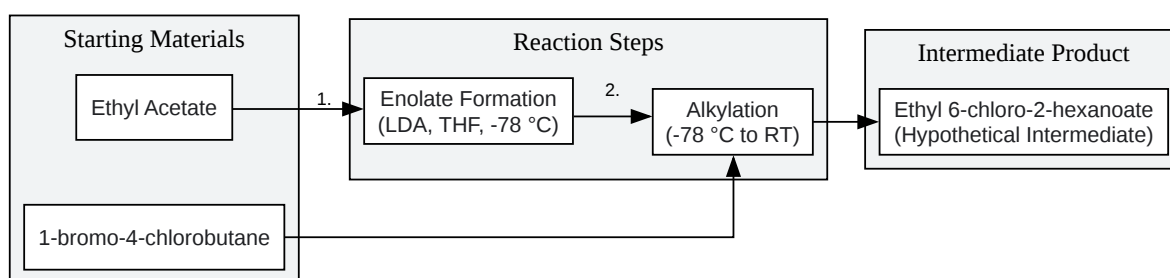 Starting Materials
Ethyl Acetate
1-bromo-4-chlorobutane
1.
Reaction Steps
Enolate Formation
(LDA, THF, -78 °C)
2.
Alkylation
(-78 °C to RT)
Intermediate Product
Ethyl 6-chloro-2-hexanoate
(Hypothetical Intermediate)